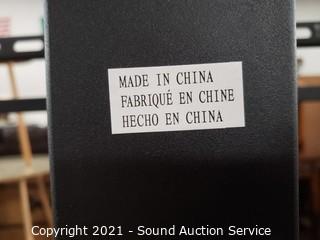 MADE IN CHINA
FABRIQUÉ EN CHINE
HECHO EN CHINA
Copyright 2021 - Sound Auction Service